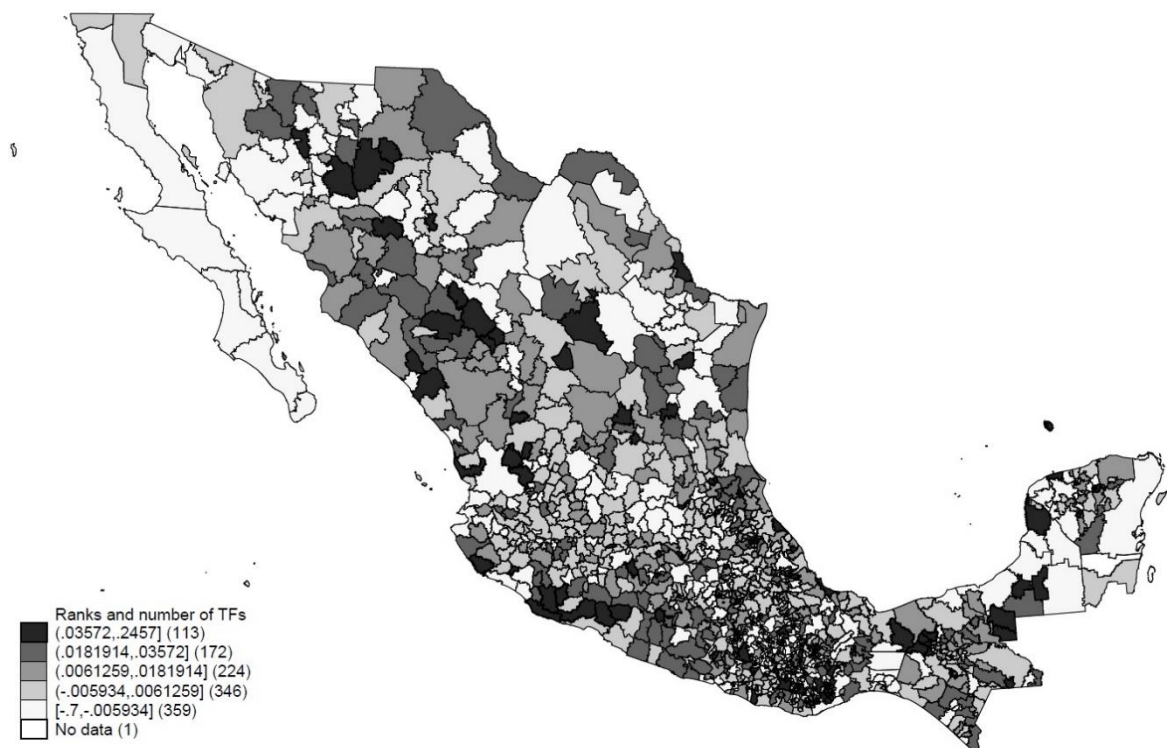 Ranks and number of TFs
(.03572,.2457] (113)
(.0181914,.03572] (172)
(.0061259,.0181914] (224)
(-.005934,.0061259] (346)
[-.7,-.005934] (359)
No data (1)